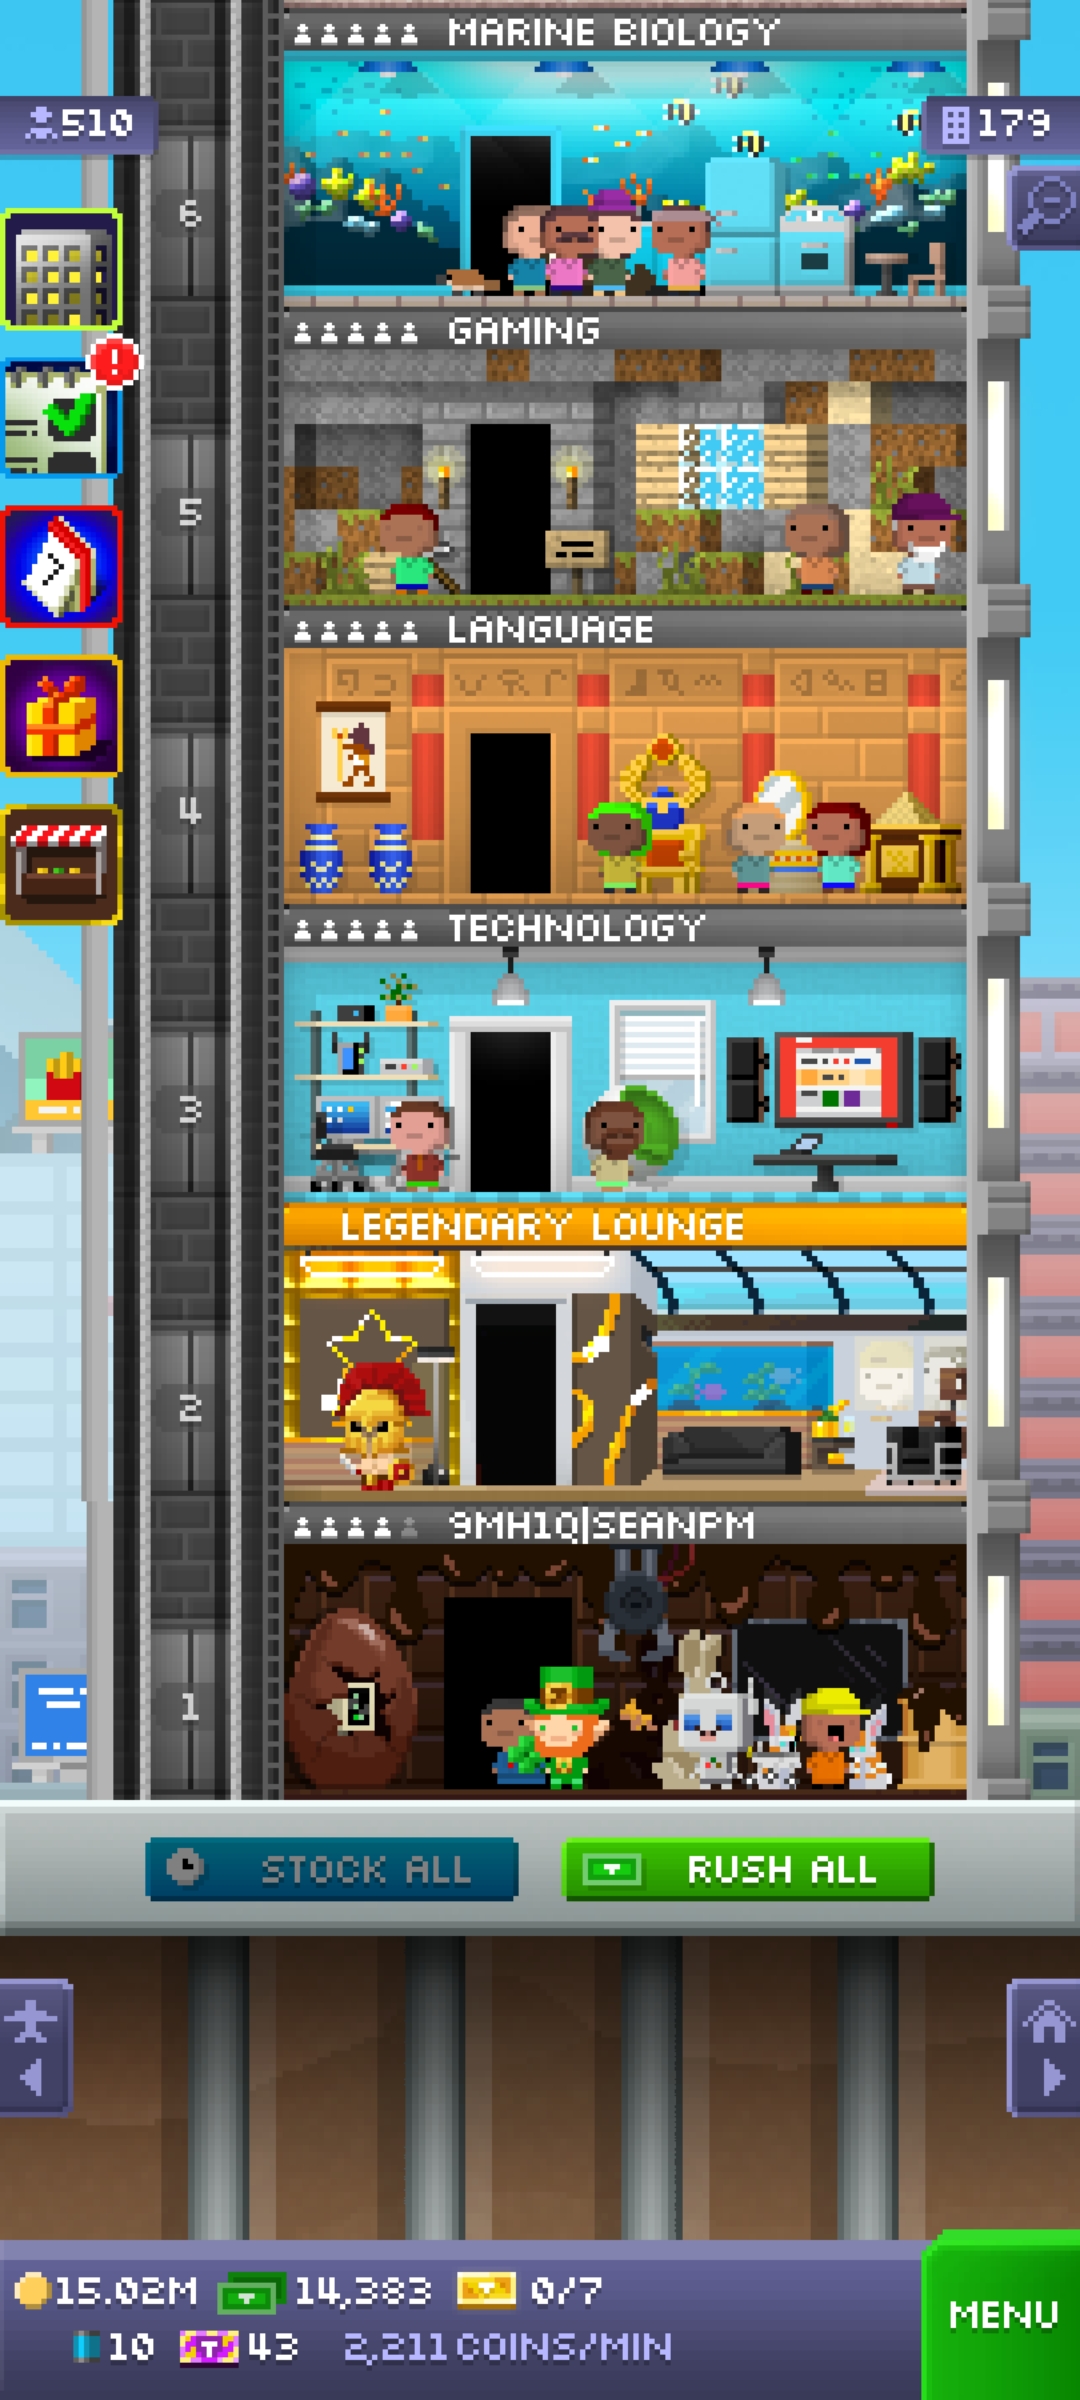 MARINE BIOLOGY
510
179
6
GAMING
5
7
LANGUAGE
4
TECHNOLOGY
3
LEGENDARY LOUNGE
2
9MH1Q|SEANPM
1
STOCK ALL
RUSH ALL
15.02M 14,383 0/7
MENU
10 43 2,211 COINS/MIN